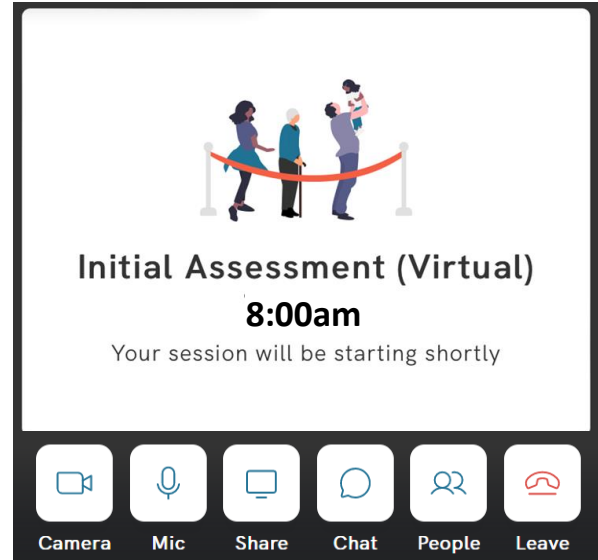 Initial Assessment (Virtual)
8:00am
Your session will be starting shortly
Camera Mic Share Chat People Leave